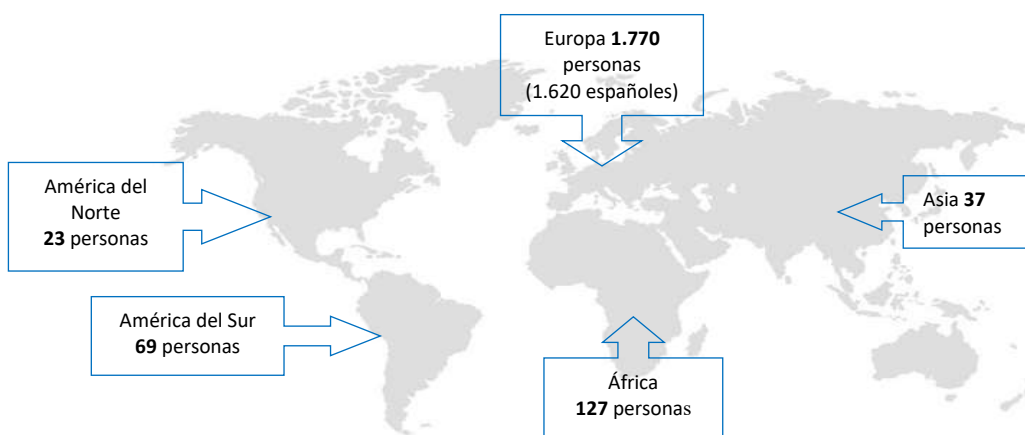 Europa 1.770
personas
(1.620 españoles)
América del
Norte
23 personas
Asia 37
personas
América del Sur
69 personas
África
127 personas